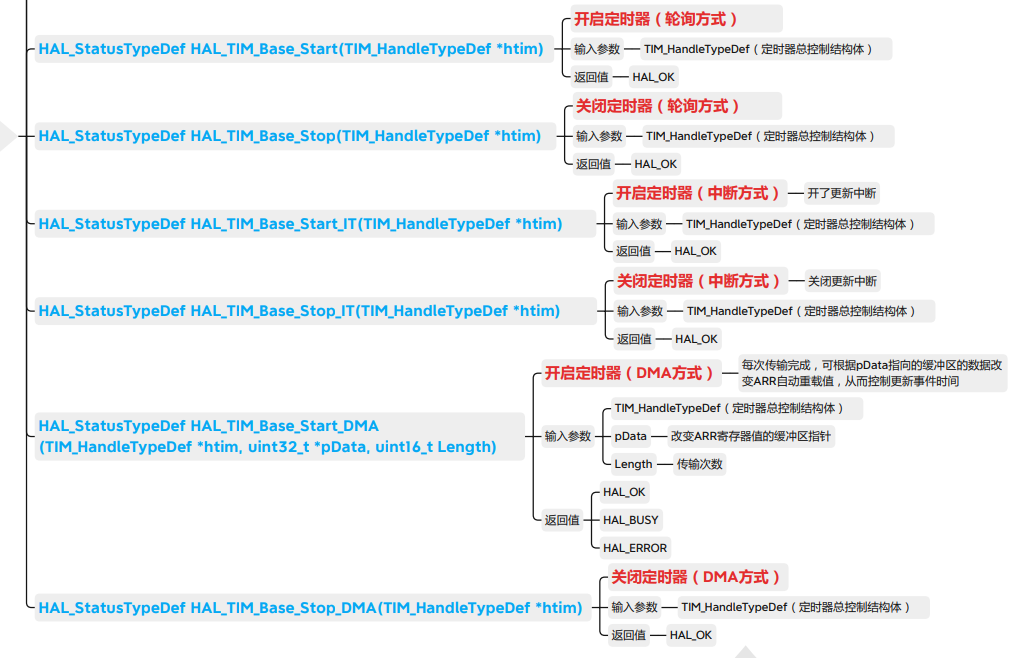 HAL_StatusTypeDef HAL_TIM_Base_Start(TIM_HandleTypeDef *htim)
开启定时器（轮询方式）
输入参数
TIM_HandleTypeDef（定时器总控制结构体）
返回值
HAL_OK
HAL_StatusTypeDef HAL_TIM_Base_Stop(TIM_HandleTypeDef *htim)
关闭定时器（轮询方式）
输入参数
TIM_HandleTypeDef（定时器总控制结构体）
返回值
HAL_OK
HAL_StatusTypeDef HAL_TIM_Base_Start_IT(TIM_HandleTypeDef *htim)
开启定时器（中断方式）
开了更新中断
输入参数
TIM_HandleTypeDef（定时器总控制结构体）
返回值
HAL_OK
HAL_StatusTypeDef HAL_TIM_Base_Stop_IT(TIM_HandleTypeDef *htim)
关闭定时器（中断方式）
关闭更新中断
输入参数
TIM_HandleTypeDef（定时器总控制结构体）
返回值
HAL_OK
HAL_StatusTypeDef HAL_TIM_Base_Start_DMA
(TIM_HandleTypeDef *htim, uint32_t *pData, uint16_t Length)
开启定时器（DMA方式）
每次传输完成，可根据pData指向的缓冲区的数据改
变ARR自动重载值，从而控制更新事件时间
输入参数
TIM_HandleTypeDef（定时器总控制结构体）
pData
改变ARR寄存器值的缓冲区指针
Length
传输次数
返回值
HAL_OK
HAL_BUSY
HAL_ERROR
HAL_StatusTypeDef HAL_TIM_Base_Stop_DMA(TIM_HandleTypeDef *htim)
关闭定时器（DMA方式）
输入参数
TIM_HandleTypeDef（定时器总控制结构体）
返回值
HAL_OK